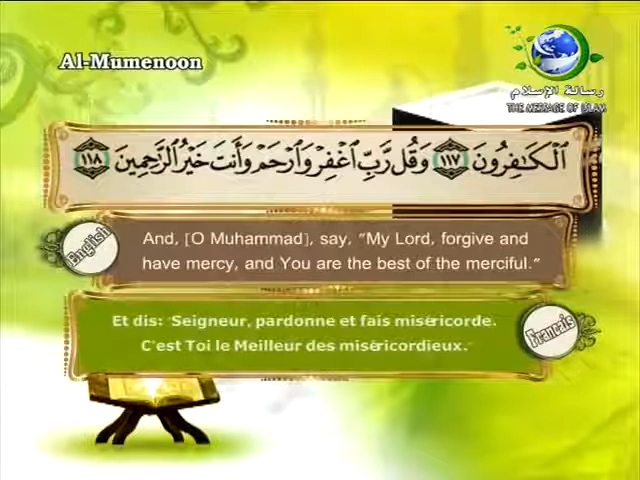 Al-Mumenoon
رسالة الإسلام
THE MESSAGE OF ISLAM
ٱلْكَـٰفِرُونَ ١١٧ وَقُل رَّبِّ ٱغْفِرْ وَٱرْحَمْ وَأَنتَ خَيْرُ ٱلرَّٰحِمِينَ ١١٨
English
And, [O Muhammad], say, “My Lord, forgive and
have mercy, and You are the best of the merciful.”
Et dis: "Seigneur, pardonne et fais miséricorde.
C'est Toi le Meilleur des miséricordieux."
Francais